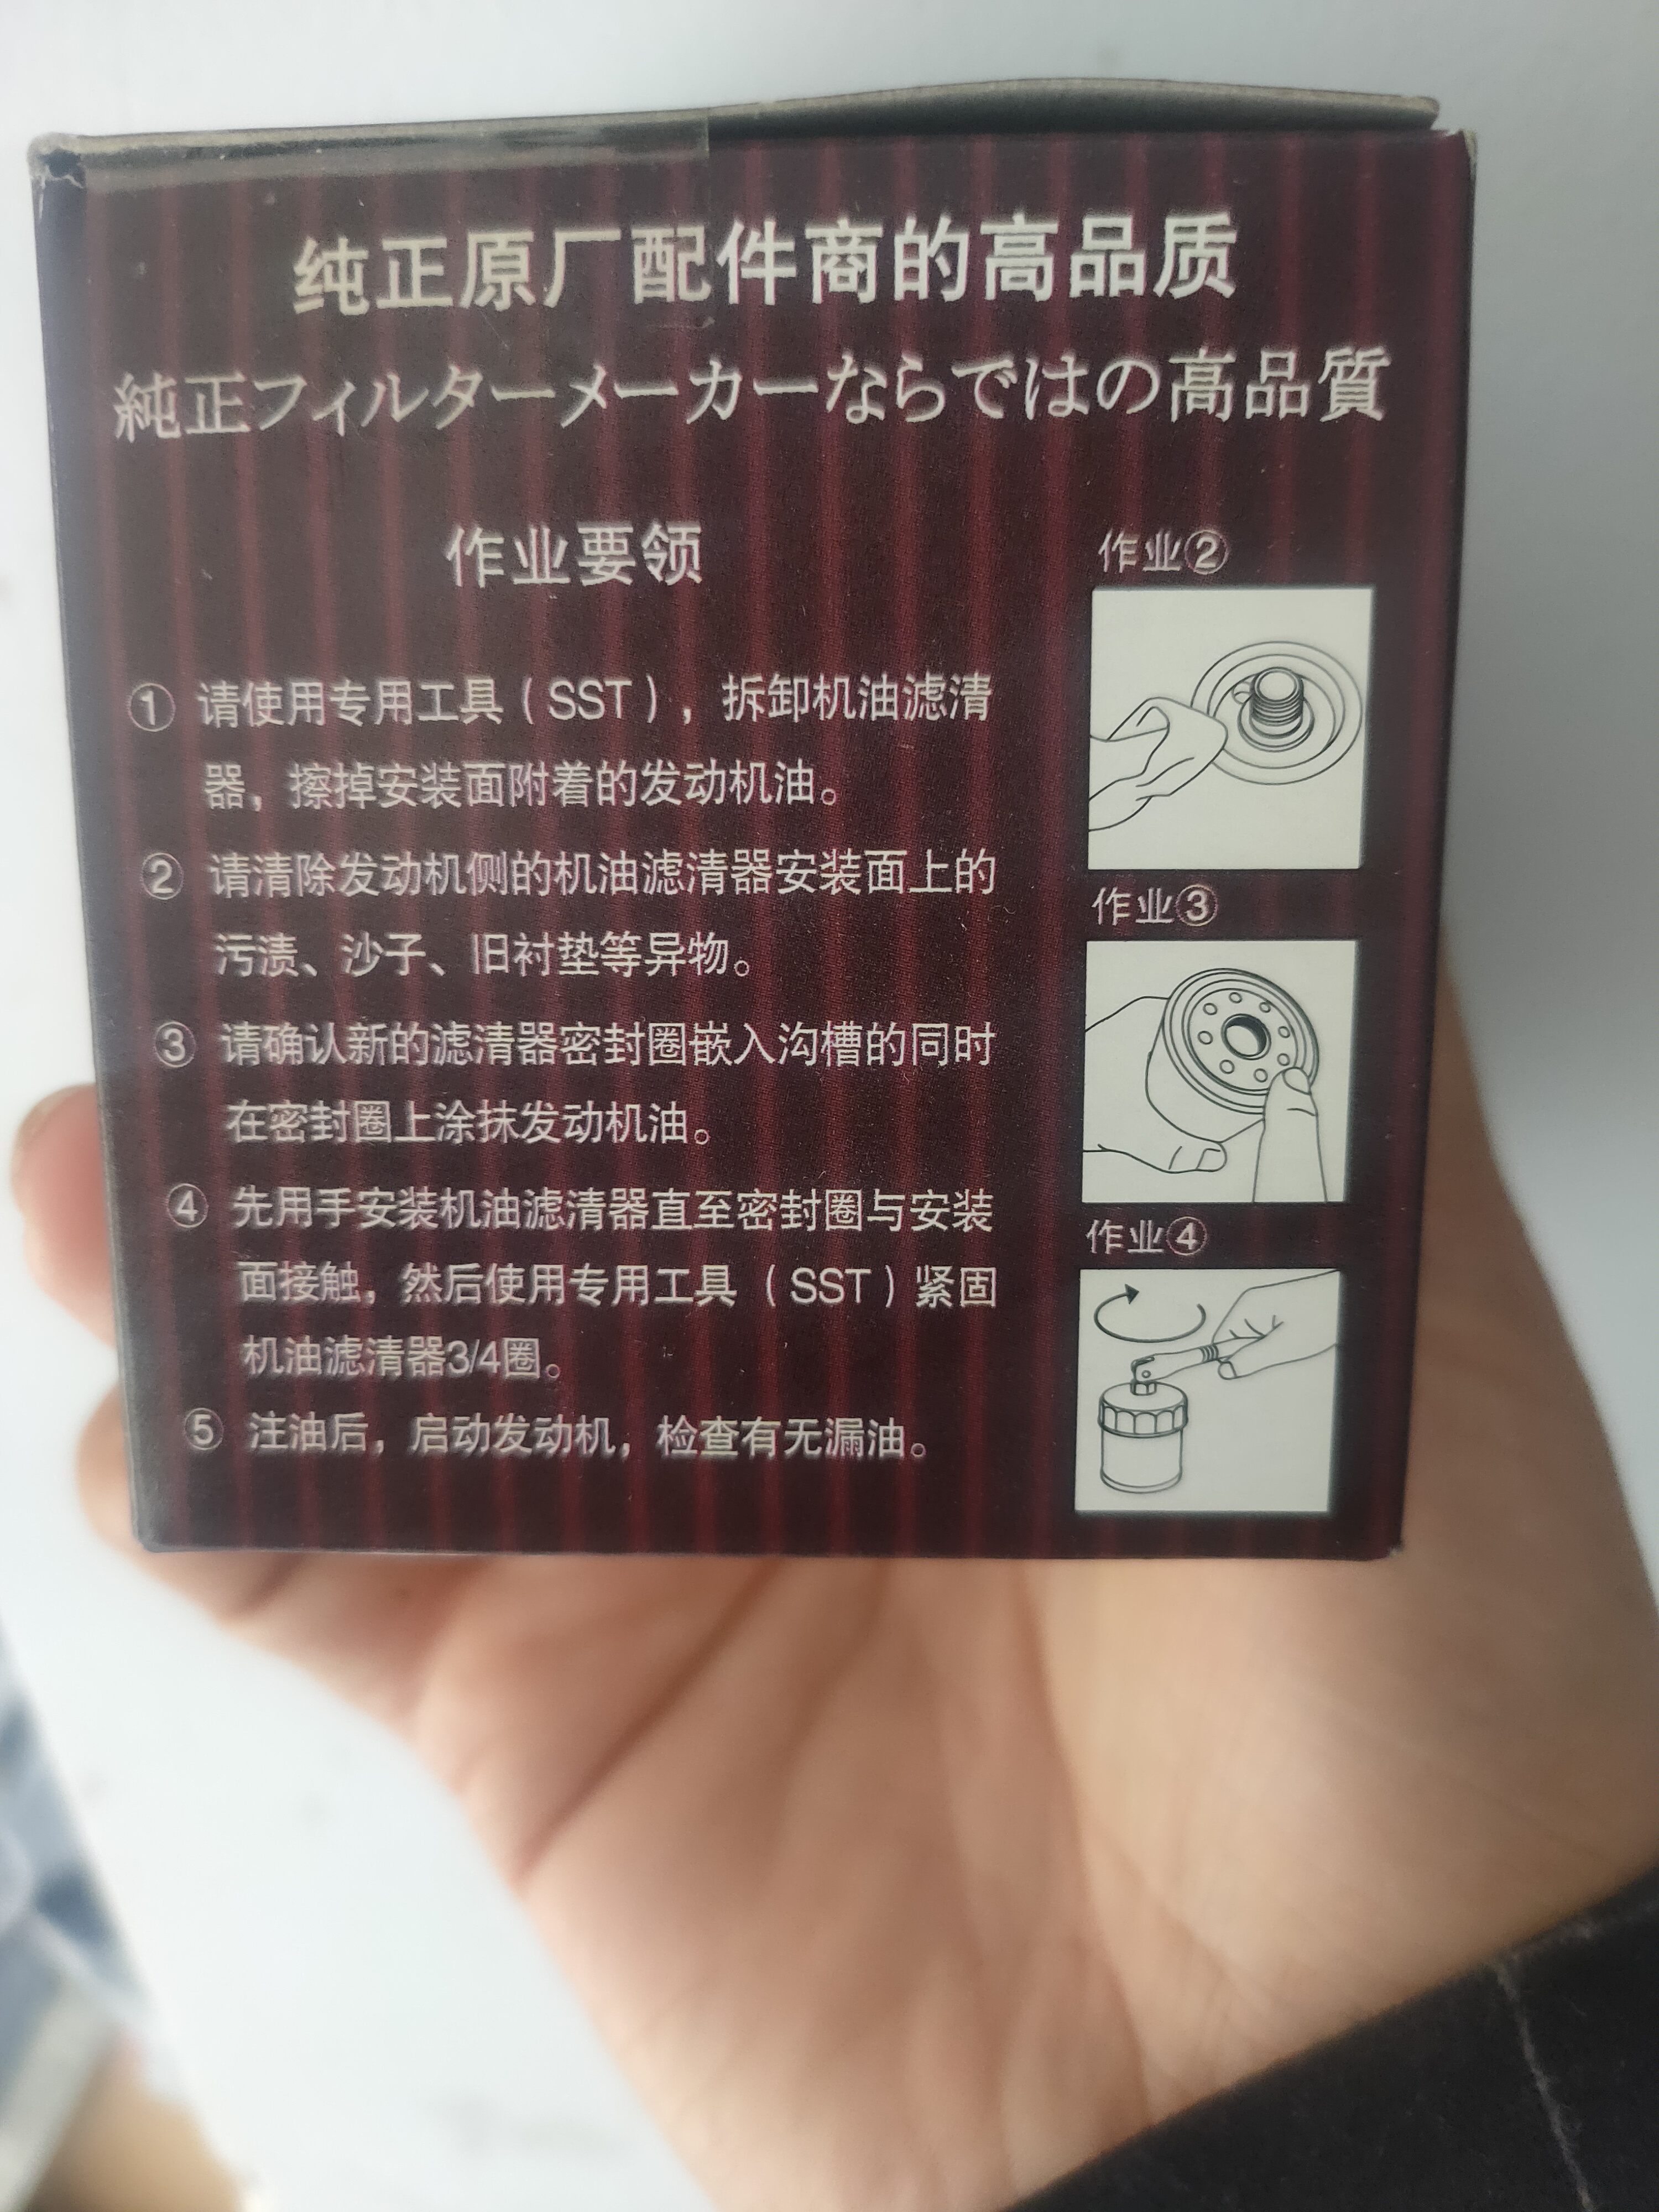 纯正原厂配件商的高品质
純正フィルターメーカーならではの高品質
作业要领
① 请使用专用工具（SST），拆卸机油滤清
器，擦掉安装面附着的发动机油。
② 请清除发动机侧的机油滤清器安装面上的
污渍、沙子、旧衬垫等异物。
③ 请确认新的滤清器密封圈嵌入沟槽的同时
在密封圈上涂抹发动机油。
④ 先用手安装机油滤清器直至密封圈与安装
面接触，然后使用专用工具（SST）紧固
机油滤清器3/4圈。
⑤ 注油后，启动发动机，检查有无漏油。
作业②
作业③
作业④